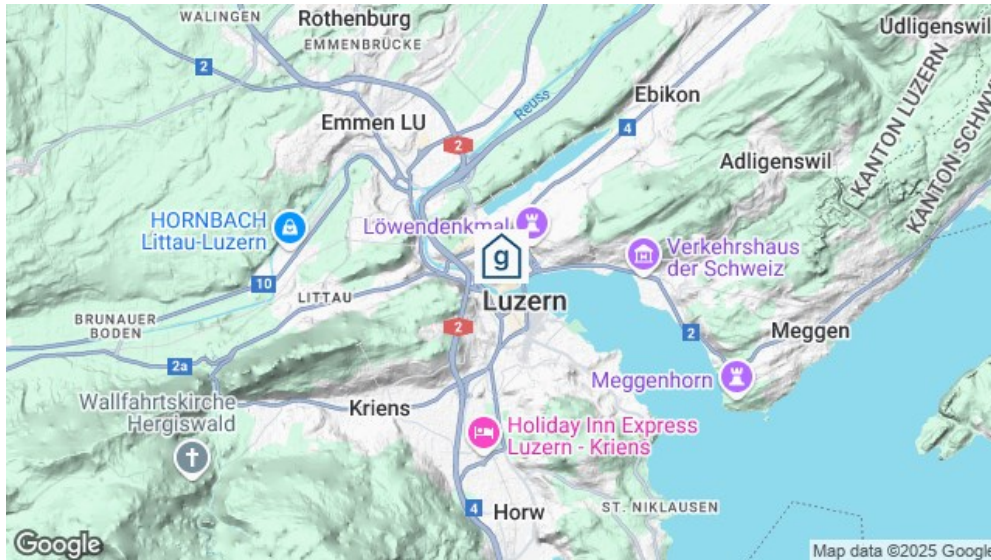 WALINGEN
Rothenburg
EMMENBRÜCKE
Udligenswil
2
Reuss
Ebikon
KANTON LUZERN
KANTON SCHWY
Emmen LU
4
2
Adligenswil
HORNBACH
Littau-Luzern
Löwendenkmal
g
Verkehrshaus
der Schweiz
10
LITTAU
Luzern
BRUNAUER
BODEN
2
2
Meggen
2a
Meggenhorn
Wallfahrtskirche
Hergiswald
Kriens
Holiday Inn Express
Luzern - Kriens
4
Horw
ST. NIKLAUSEN
Google
Map data ©2025 Google